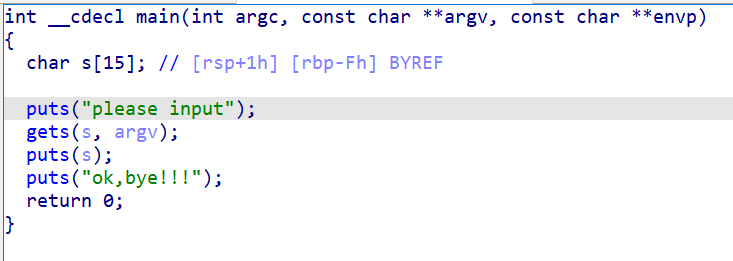 int __cdecl main(int argc, const char **argv, const char **envp)
{
char s[15]; // [rsp+1h] [rbp-Fh] BYREF
puts("please input");
gets(s, argv);
puts(s);
puts("ok,bye!!!");
return 0;
}